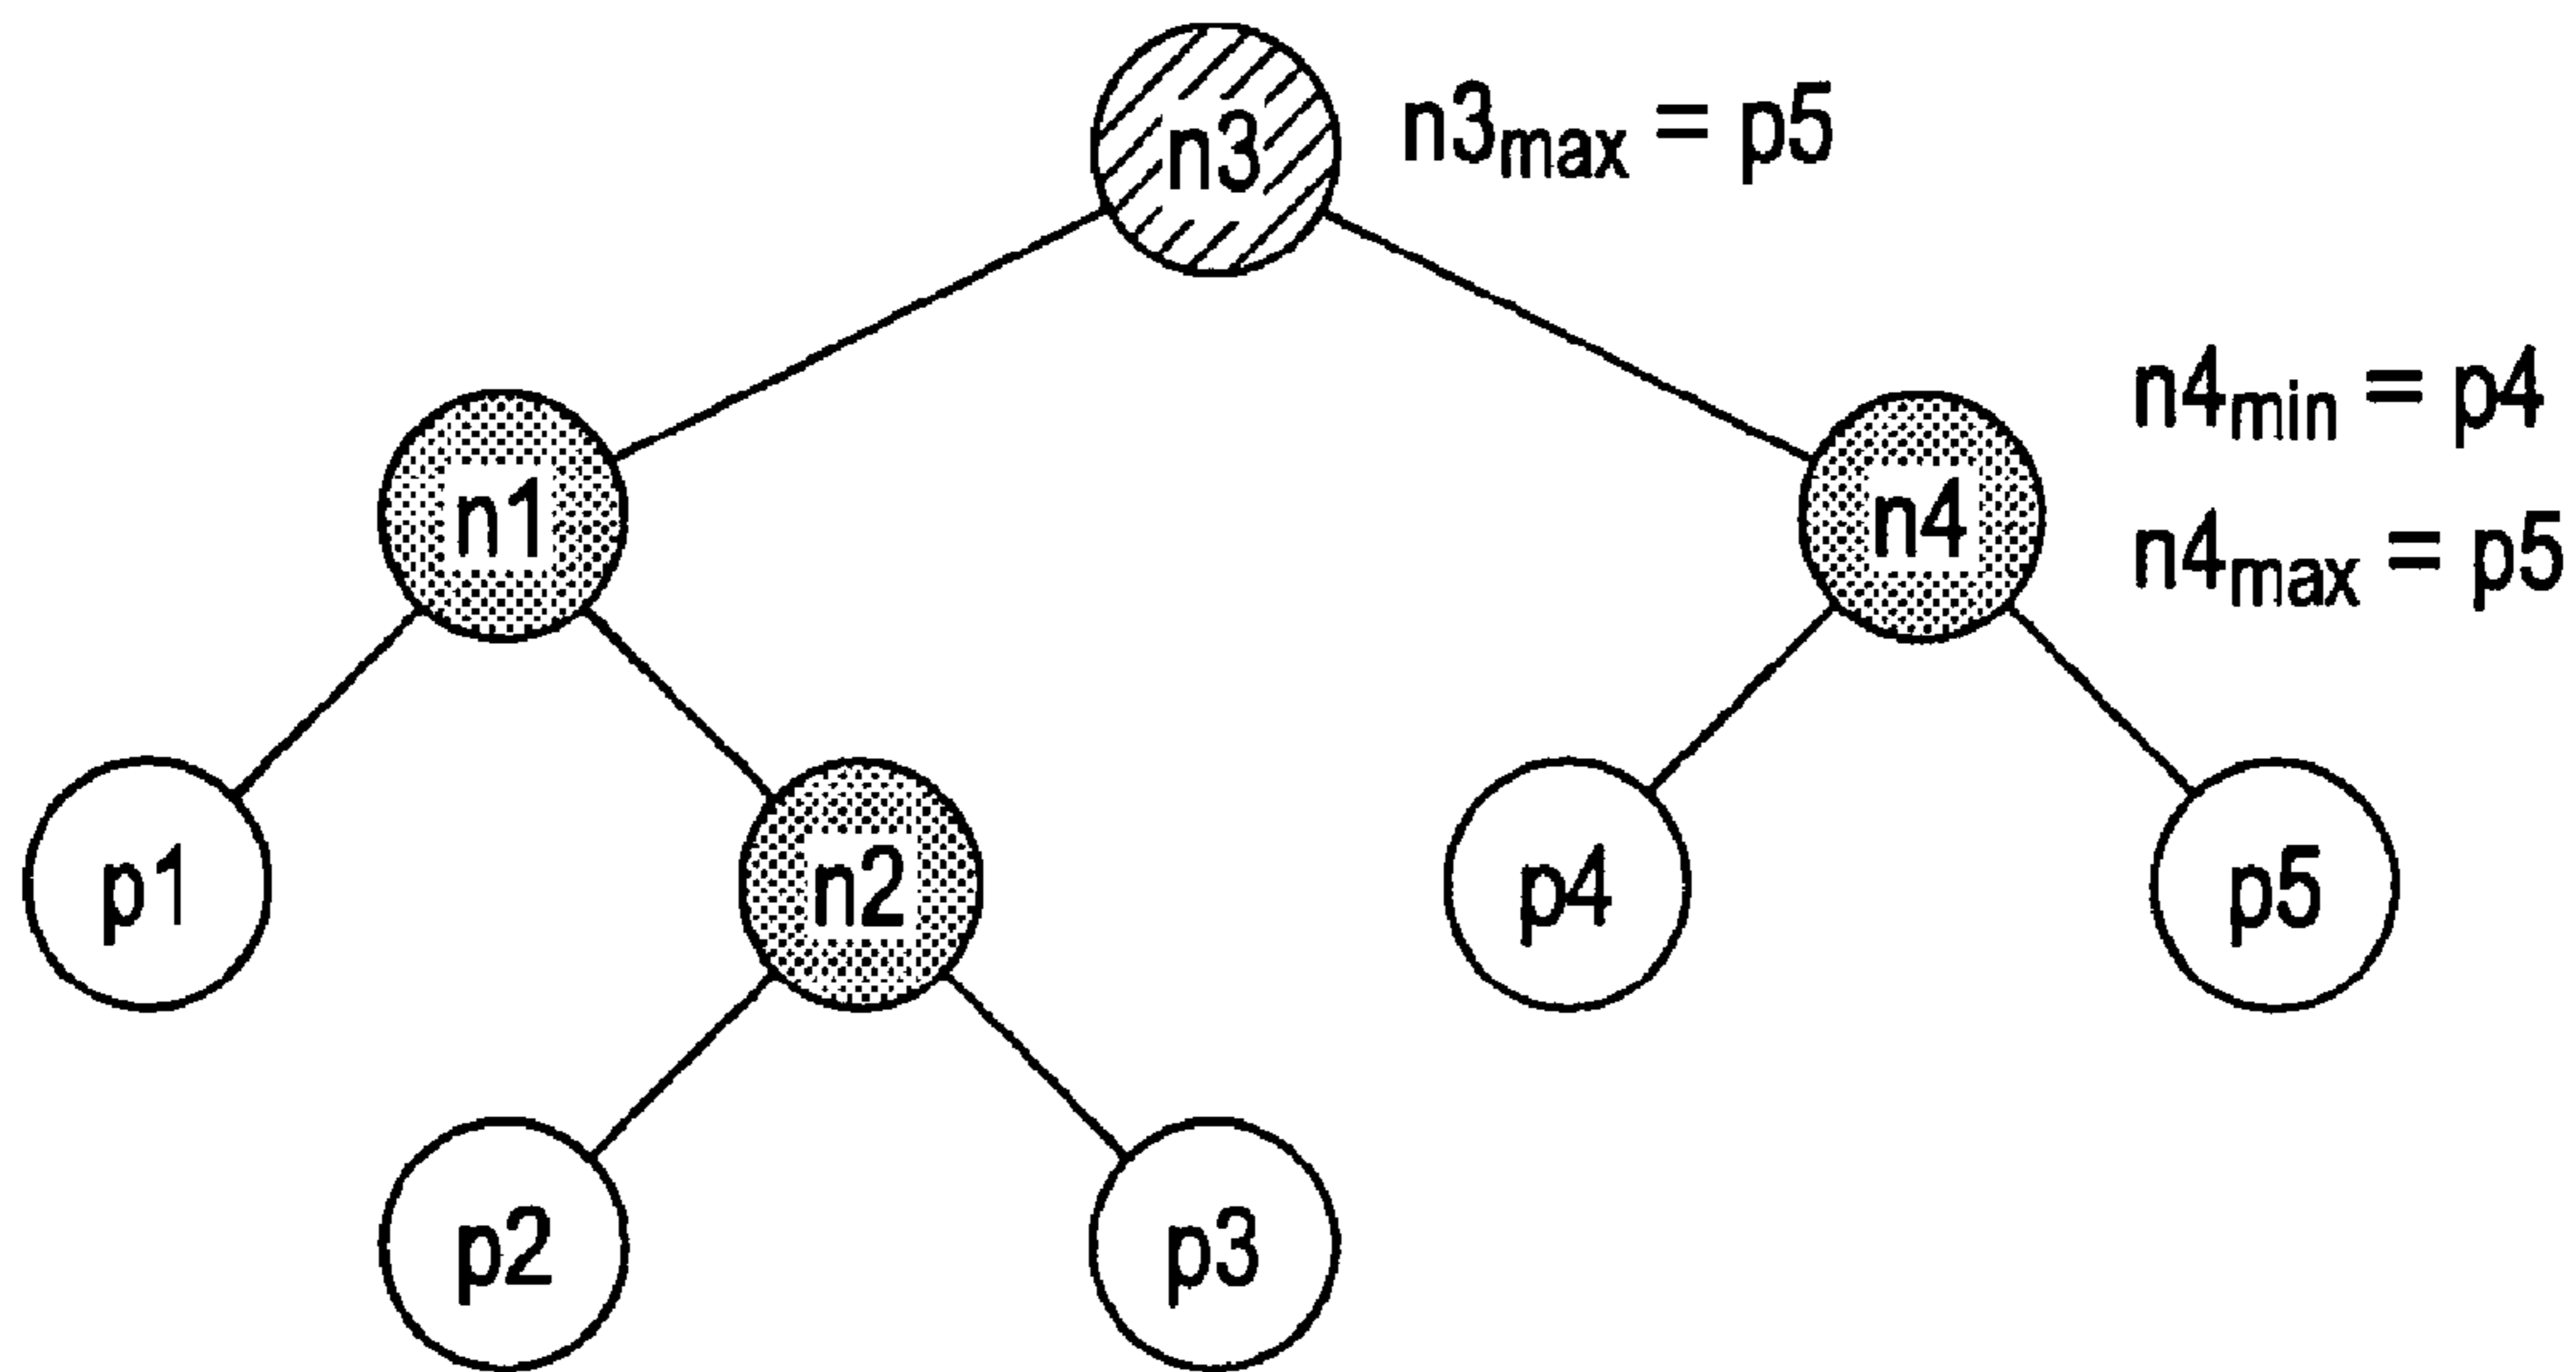 n3
n3max = p5
n1
n4
n4min = p4
n4max = p5
p1
n2
p4
p5
p2
p3